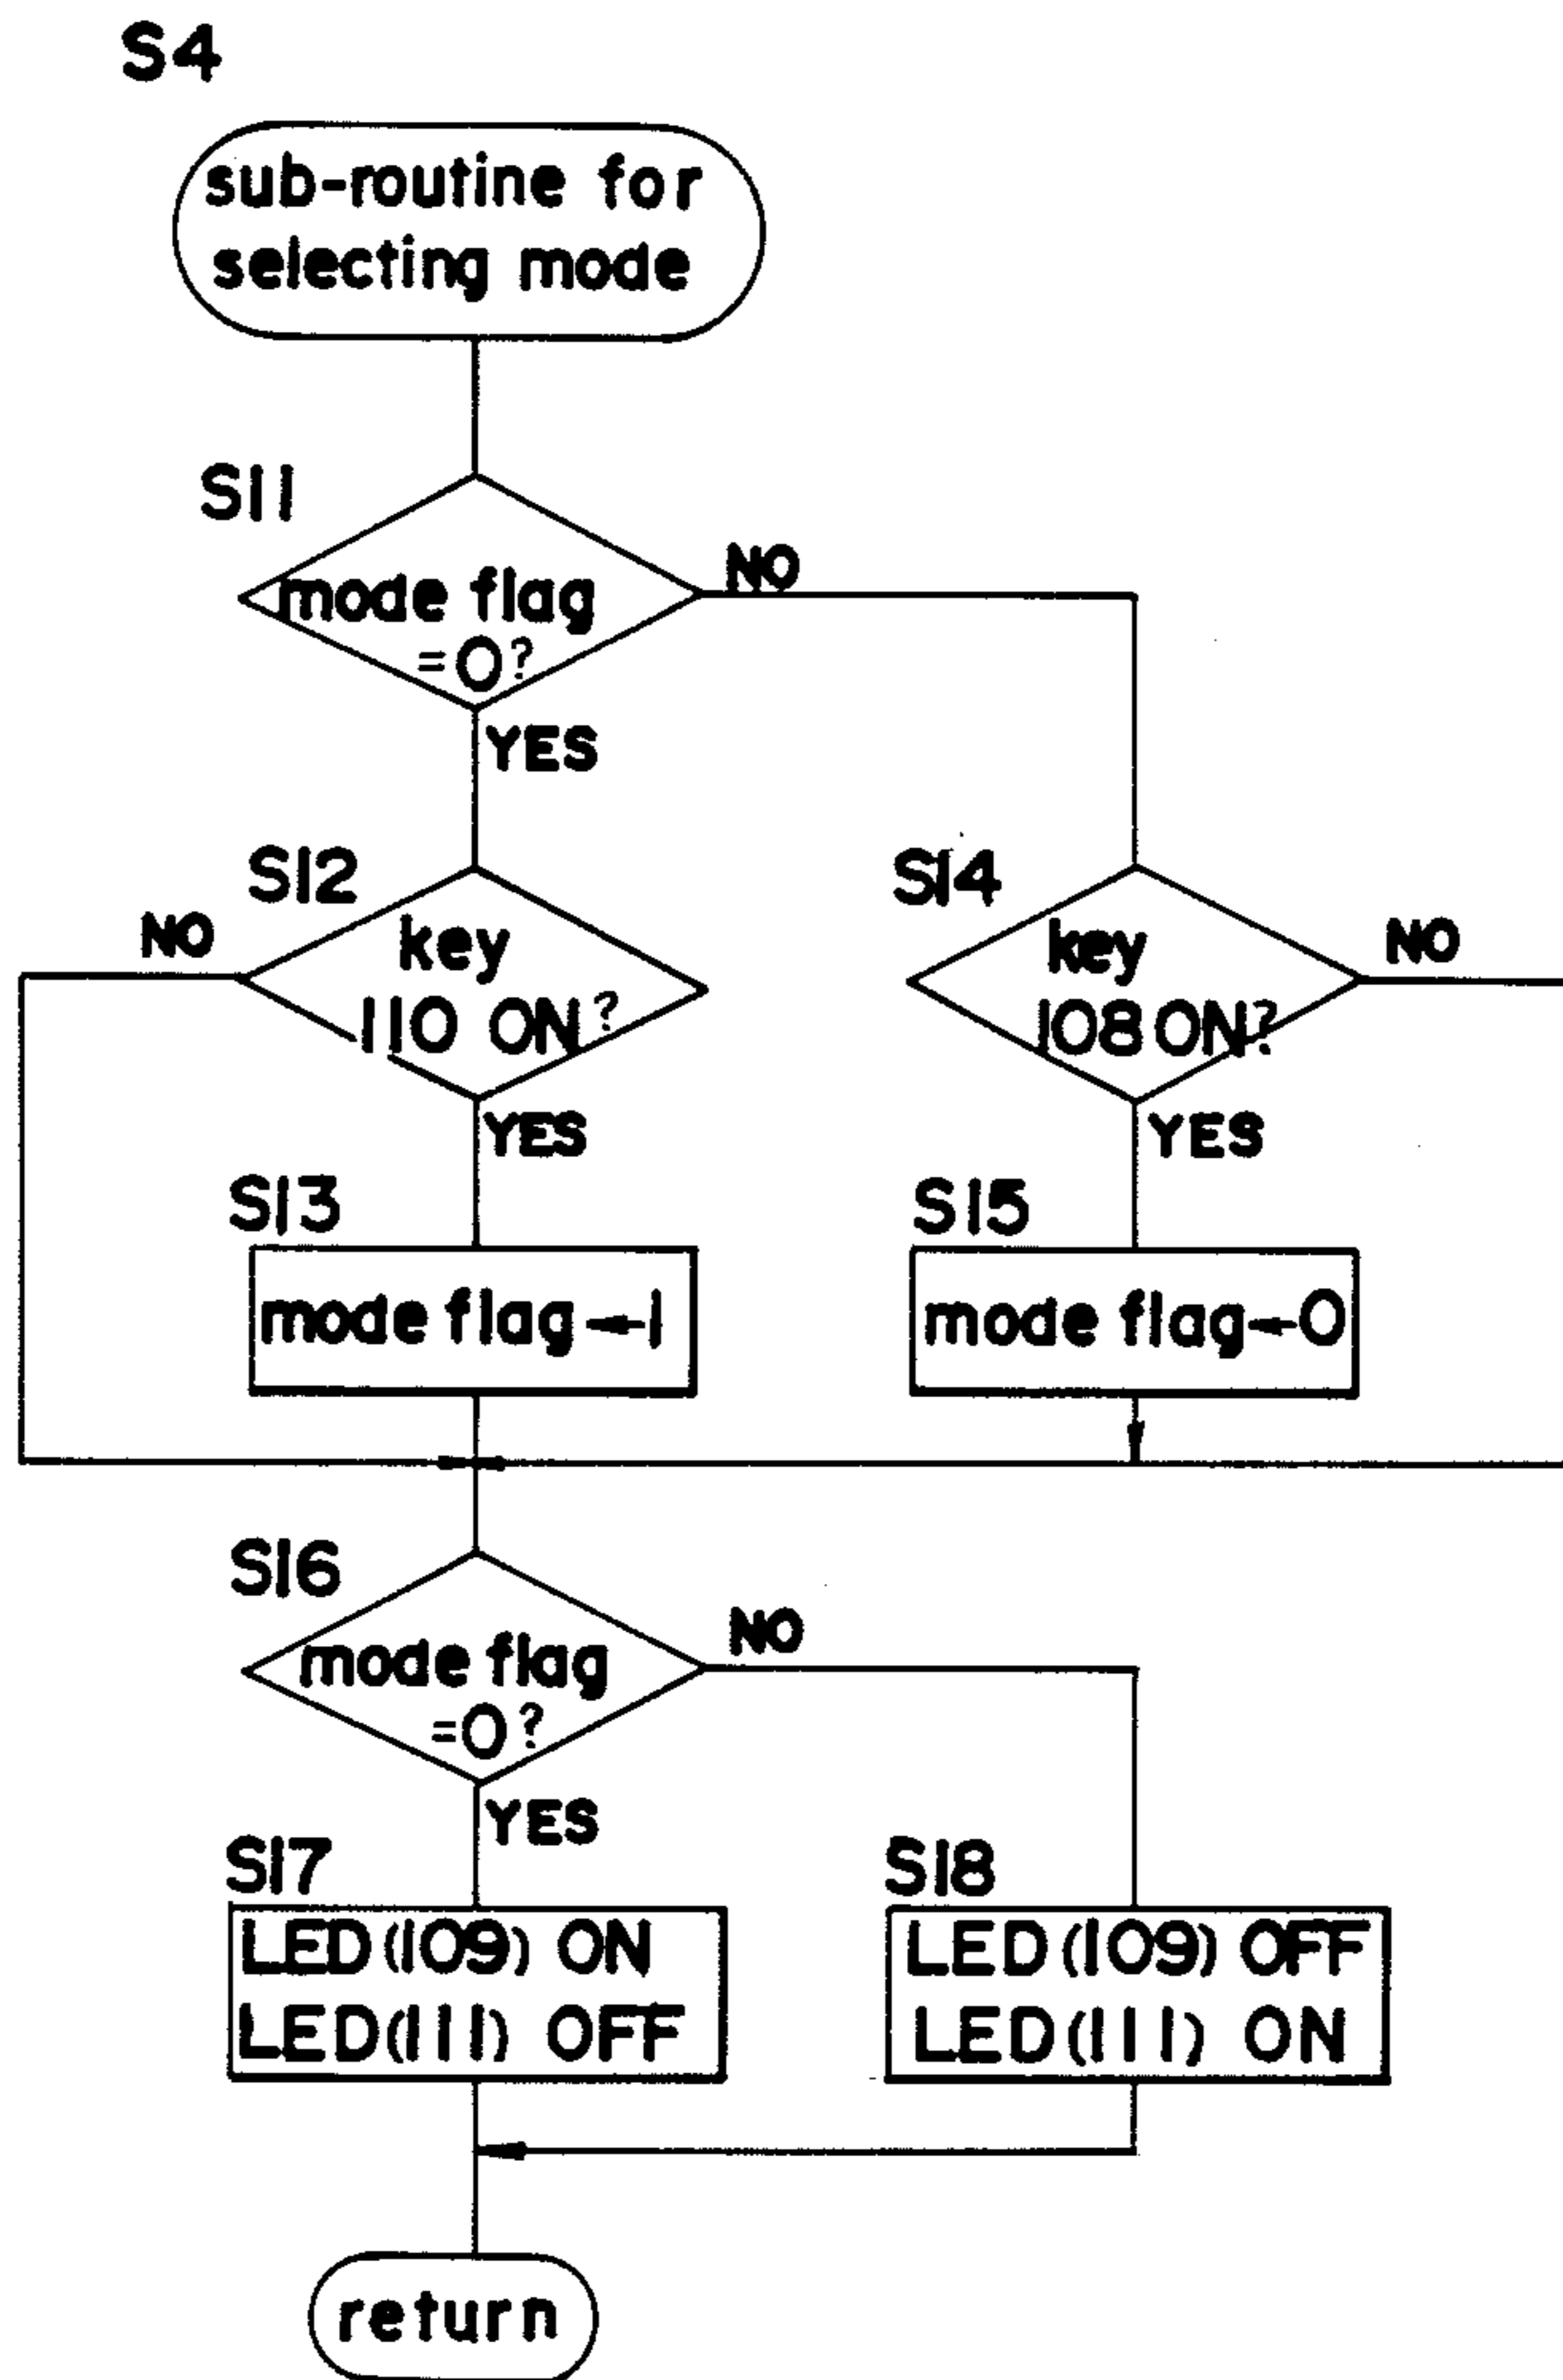 S4
sub-routine for
selecting mode
S11
mode flag
=0?
NO
YES
S12
NO
key
110 ON?
YES
S14
key
108 ON?
NO
YES
S13
mode flag←1
S15
mode flag←0
S16
mode flag
=0?
NO
YES
S17
LED(109) ON
LED(111) OFF
S18
LED(109) OFF
LED(111) ON
return